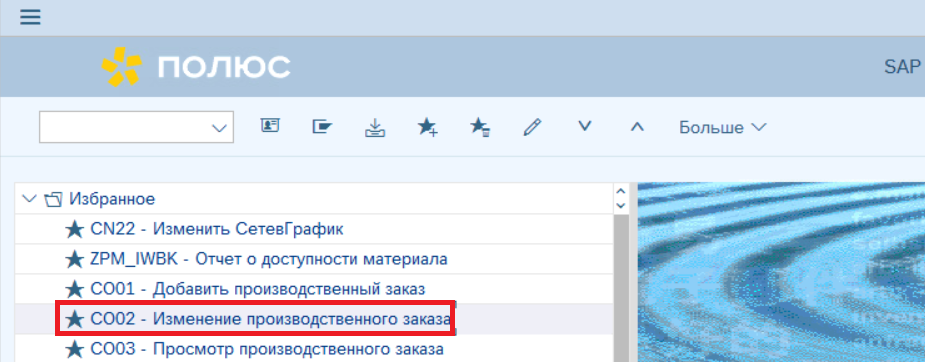 ПОЛЮС
SAP
Больше
Избранное
CN22 - Изменить СетевГрафик
ZPM_IWBK - Отчет о доступности материала
CO01 - Добавить производственный заказ
CO02 - Изменение производственного заказа
CO03 - Просмотр производственного заказа